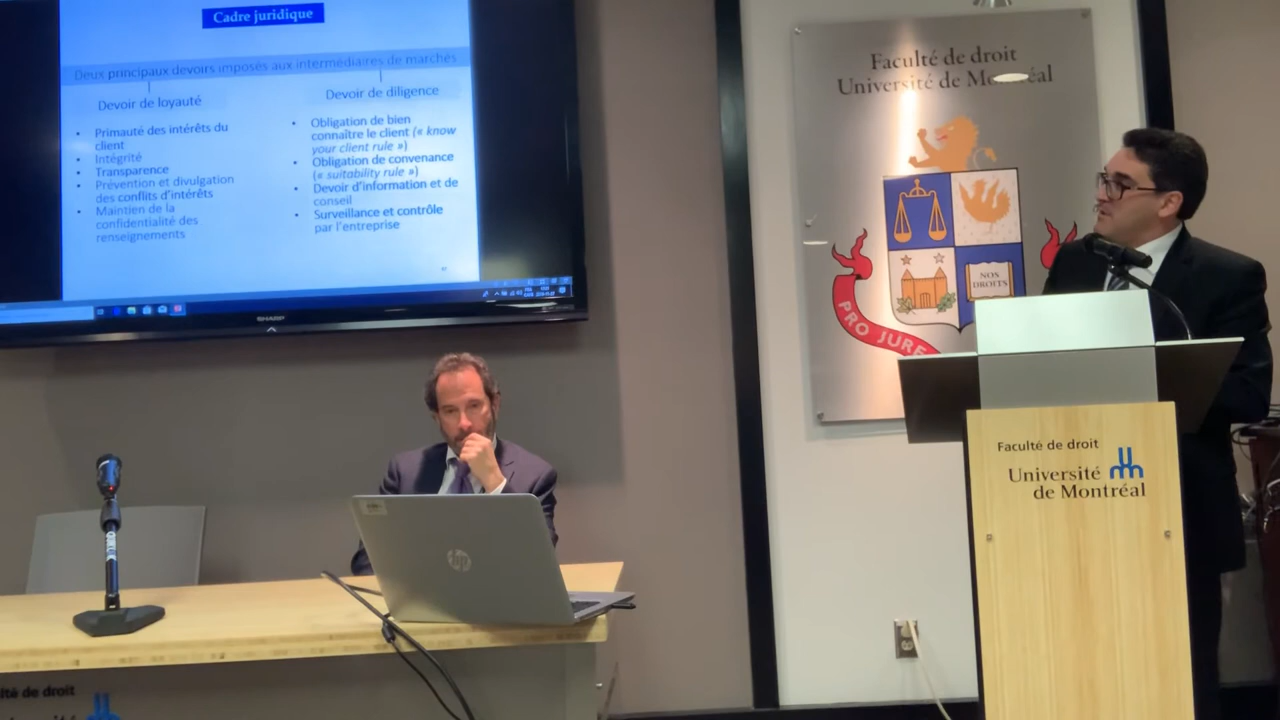 Cadre juridique
Deux principaux devoirs imposés aux intermédiaires de marchés
Devoir de loyauté
• Primauté des intérêts du
client
• Intégrité
• Transparence
• Prévention et divulgation
des conflits d'intérêts
• Maintien de la
confidentialité des
renseignements
Devoir de diligence
• Obligation de bien
connaître le client (« know
your client rule »)
• Obligation de convenance
(« suitability rule »)
• Devoir d'information et de
conseil
• Surveillance et contrôle
par l'entreprise
SHARP
Faculté de droit
Université de Montréal
NOS
DROITS
PRO JURE
hp
Faculté de droit
Université
de Montréal
lté de droit